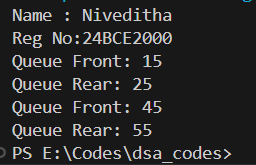 Name : Niveditha
Reg No:24BCE2000
Queue Front: 15
Queue Rear: 25
Queue Front: 45
Queue Rear: 55
PS E:\Codes\dsa_codes>